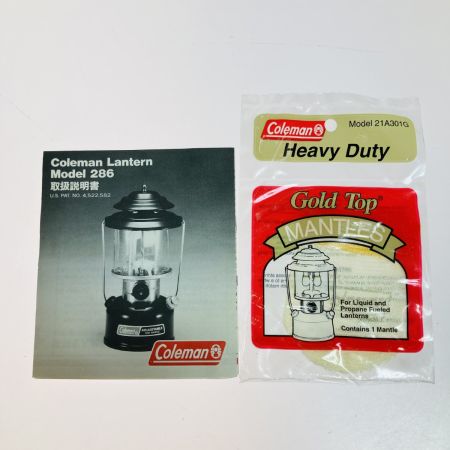 Coleman Lantern
Model 286
取扱説明書
U.S. PAT. NO. 4,522,582
Coleman
Coleman
Model 21A301G
Coleman
Heavy Duty
Gold Top®
MANTLES
For Liquid and
Propane Fueled
Lanterns
Contains 1 Mantle